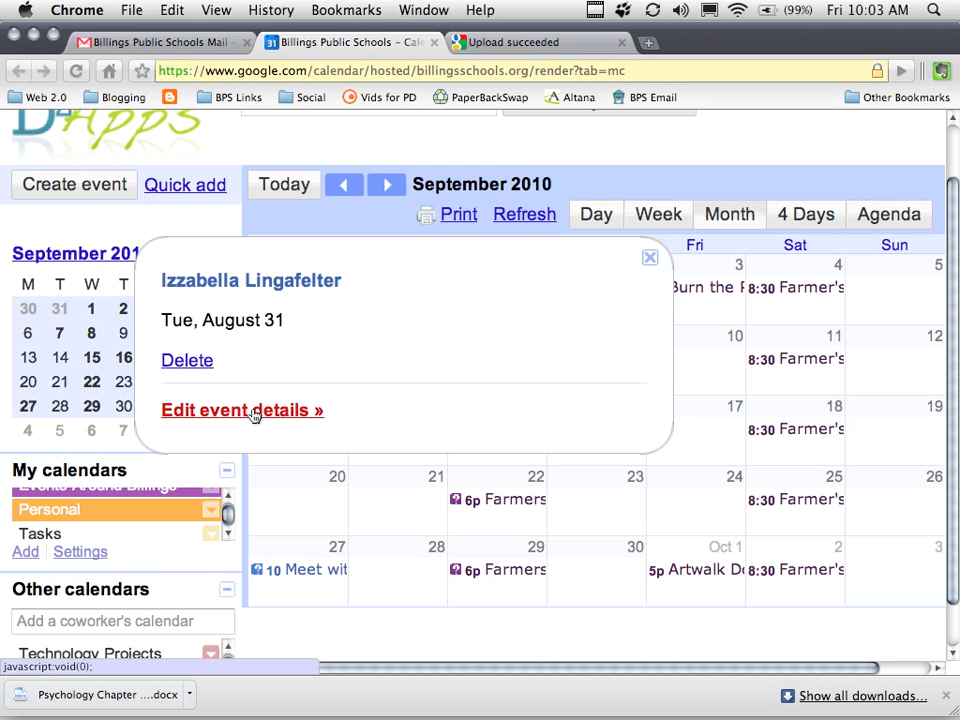 Chrome File Edit View History Bookmarks Window Help (99%) Fri 10:03 AM
Billings Public Schools Mail - Billings Public Schools – Cale Upload succeeded
https://www.google.com/calendar/hosted/billingsschools.org/render?tab=mc
Web 2.0 Blogging BPS Links Social Vids for PD PaperBackSwap Altana BPS Email Other Bookmarks
Apps
Create event Quick add Today September 2010
Print Refresh Day Week Month 4 Days Agenda
September 201
Fri Sat Sun
M T W T
30 31 1 2
6 7 8 9
13 14 15 16
20 21 22 23
27 28 29 30
4 5 6 7
Izzabella Lingafelter
Tue, August 31
Delete
Edit event details »
3 4 5
Burn the F 8:30 Farmer's
10 11 12
8:30 Farmer's
17 18 19
8:30 Farmer's
20 21 22 23 24 25 26
6p Farmers 8:30 Farmer's
27 28 29 30 Oct 1 2 3
10 Meet wit 6p Farmers 5p Artwalk Do 8:30 Farmer's
My calendars
Events Around Billings
Personal
Tasks
Add Settings
Other calendars
Add a coworker's calendar
Technology Projects
javascript:void(0);
Psychology Chapter ....docx Show all downloads...